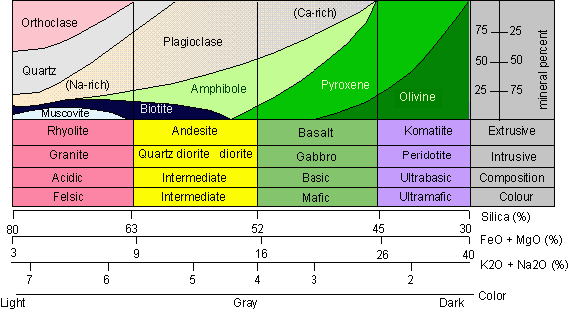 Orthoclase
(Ca-rich)
Plagioclase
75 25
Quartz
50 50
(Na-rich)
Amphibole
Pyroxene
25 75
mineral percent
Muscovite
Biotite
Olivine
Rhyolite Andesite Basalt Komatiite Extrusive
Granite Quartz diorite diorite Gabbro Peridotite Intrusive
Acidic Intermediate Basic Ultrabasic Composition
Felsic Intermediate Mafic Ultramafic Colour
Silica (%)
80 63 52 45 30
FeO + MgO (%)
3 9 16 26 40
K2O + Na2O (%)
7 6 5 4 3 2
Color
Light Gray Dark